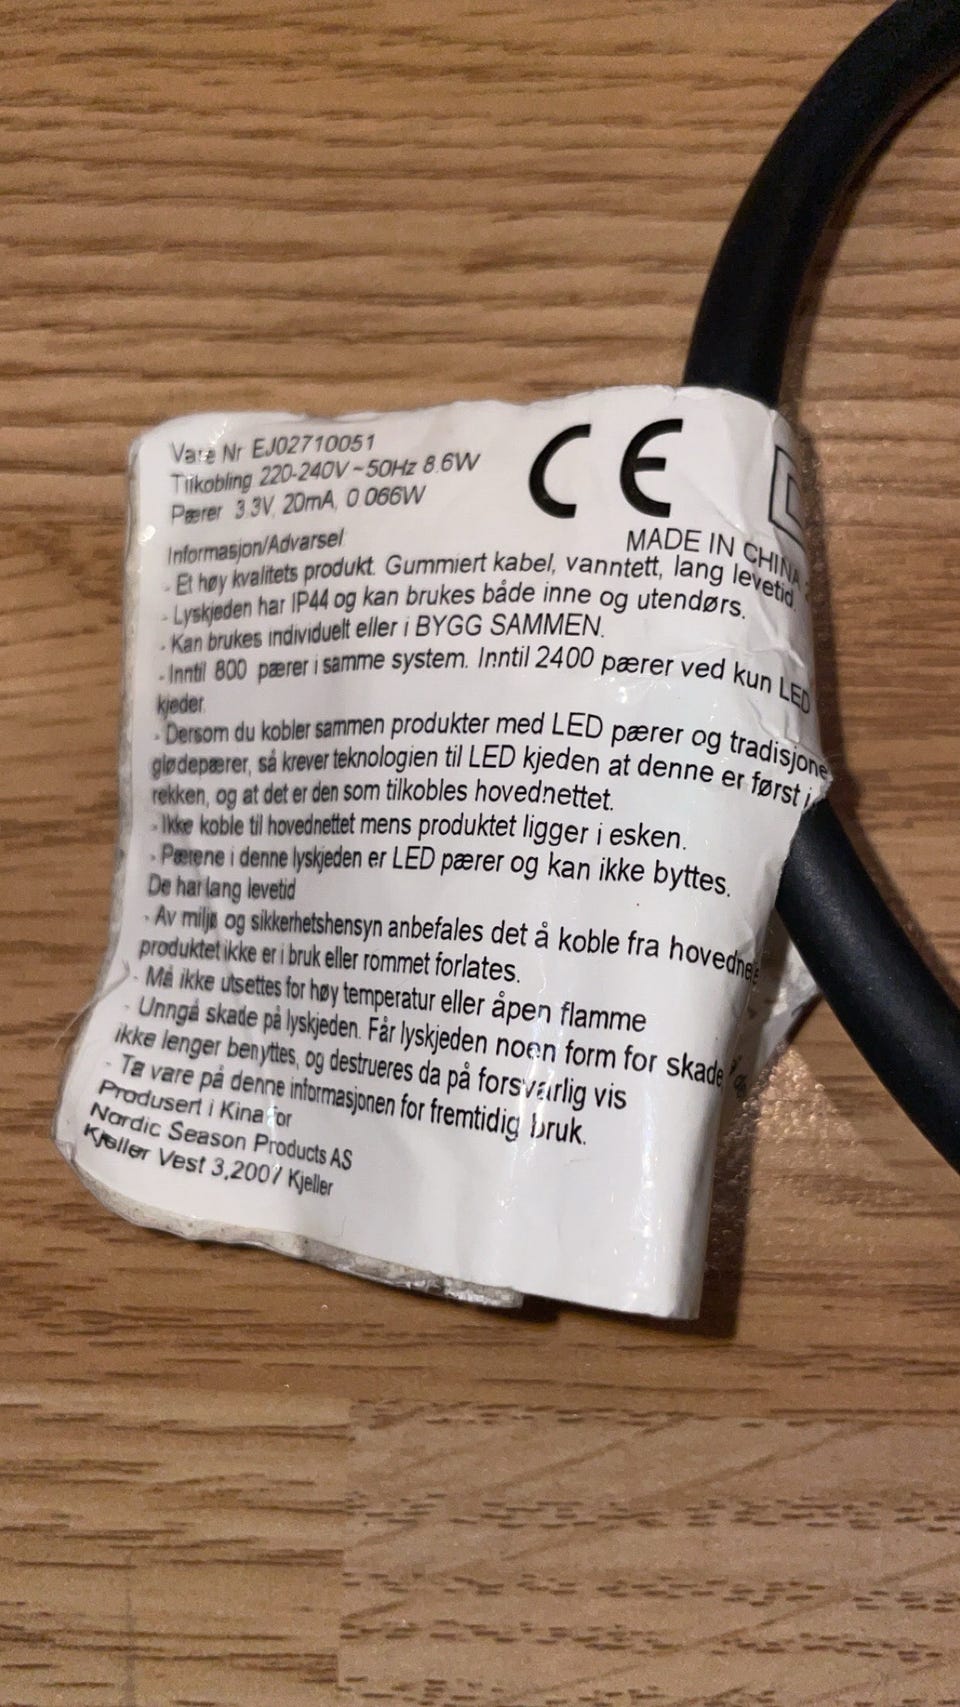 Vare Nr EJ02710051
Tilkobling 220-240V~50Hz 8.6W
Pærer 3.3V, 20mA, 0.066W
CE
MADE IN CHINA
Informasjon/Advarsel
- Et høy kvalitets produkt. Gummiert kabel, vanntett, lang levetid.
- Lyskjeden har IP44 og kan brukes både inne og utendørs.
- Kan brukes individuelt eller i BYGG SAMMEN.
- Inntil 800 pærer i samme system. Inntil 2400 pærer ved kun LED
kjeder.
- Dersom du kobler sammen produkter med LED pærer og
glødepærer, så krever teknologien til LED kjeden at denne er først i
rekken, og at det er den som tilkobles hovednettet.
- Ikke koble til hovednettet mens produktet ligger i esken.
- Pærene i denne lyskjeden er LED pærer og kan ikke byttes.
De har lang levetid
- Av miljø og sikkerhetshensyn anbefales det å koble fra
produktet ikke er i bruk eller rommet forlates.
- Må ikke utsettes for høy temperatur eller åpen flamme
- Unngå skade på lyskjeden. Får lyskjeden noen form for skade
ikke lenger benyttes, og destrueres da på forsvarlig vis
- Ta vare på denne informasjonen for fremtidig bruk.
Produsert i Kina for
Nordic Season Products AS
Kjeller Vest 3,2007 Kjeller